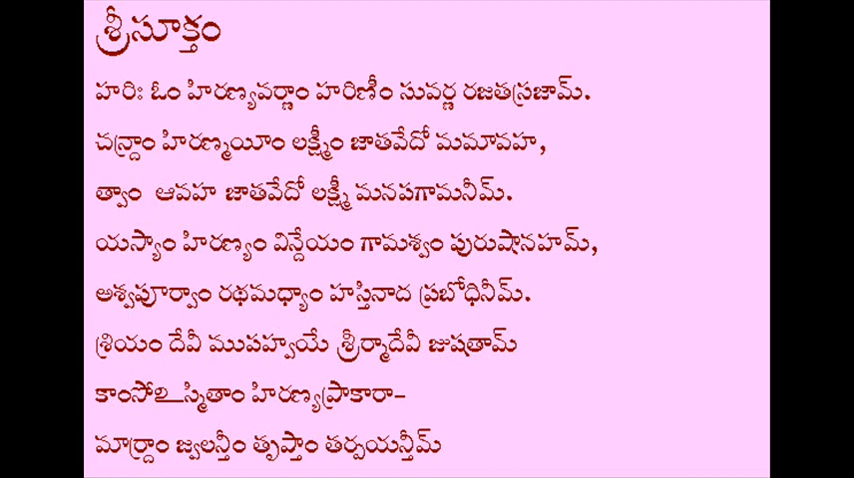 శ్రీసూక్తం
హరిః ఓం హిరణ్యవర్ణాం హరిణీం సువర్ణ రజతస్రజామ్.
చన్ద్రాం హిరణ్మయీం లక్ష్మీం జాతవేదో మమావహ,
త్వాం ఆవహ జాతవేదో లక్ష్మీ మనపగామనీమ్.
యస్యాం హిరణ్యం విన్దేయం గామశ్వం పురుషానహమ్,
అశ్వపూర్వాం రథమధ్యాం హస్తినాద ప్రబోధినీమ్.
శ్రియం దేవీ ముపహ్వయే శ్రీర్మాదేవీ జుషతామ్
కాంసోఽస్మితాం హిరణ్యప్రాకారా-
మార్ద్రాం జ్వలన్తీం తృప్తాం తర్పయన్తీమ్